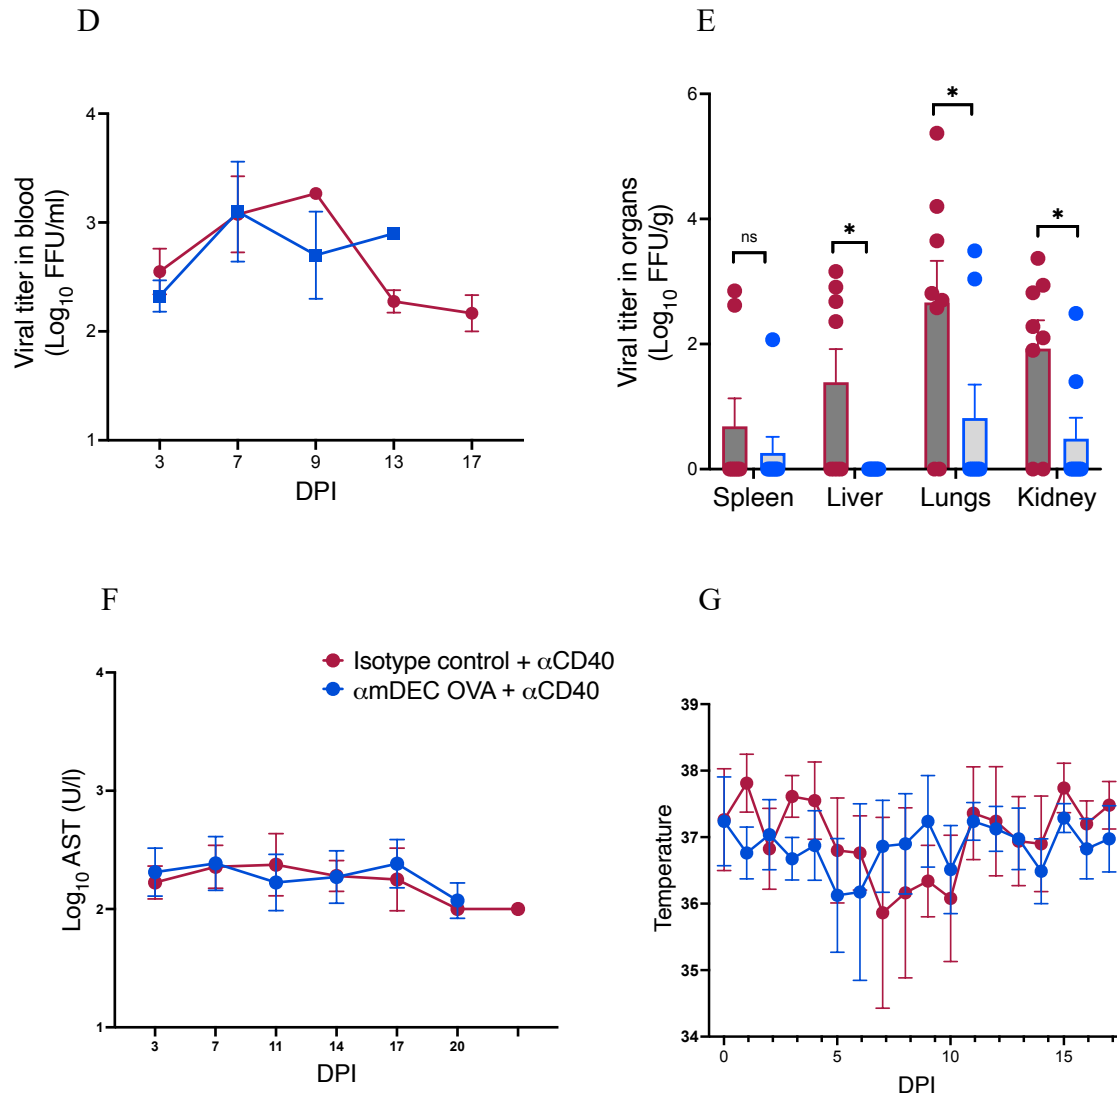 D
Viral titer in blood
(Log10 FFU/ml)
4
3
2
1
3 7 9 13 17
DPI
E
Viral titer in organs
(Log10 FFU/g)
6
4
2
0
ns
*
*
*
Spleen Liver Lungs Kidney
F
Isotype control + αCD40
αmDEC OVA + αCD40
Log10 AST (U/l)
4
3
2
1
3 7 11 14 17 20
DPI
G
Temperature
39
38
37
36
35
34
0 5 10 15
DPI